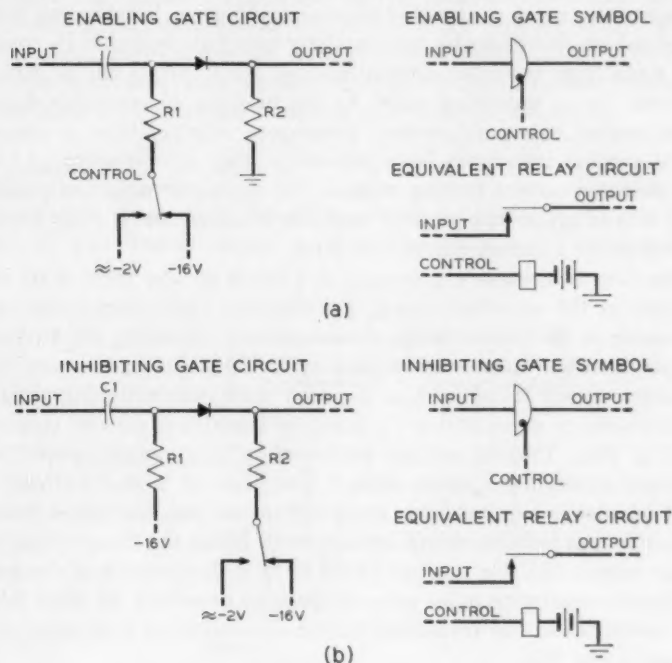 ENABLING GATE CIRCUIT
INPUT C1 OUTPUT
R1 R2
CONTROL
≈-2V -16V
ENABLING GATE SYMBOL
INPUT OUTPUT
CONTROL
EQUIVALENT RELAY CIRCUIT
OUTPUT
INPUT
CONTROL
(a)
INHIBITING GATE CIRCUIT
INPUT C1 OUTPUT
R1 R2
-16V
≈-2V -16V
INHIBITING GATE SYMBOL
INPUT OUTPUT
CONTROL
EQUIVALENT RELAY CIRCUIT
OUTPUT
INPUT
CONTROL
(b)